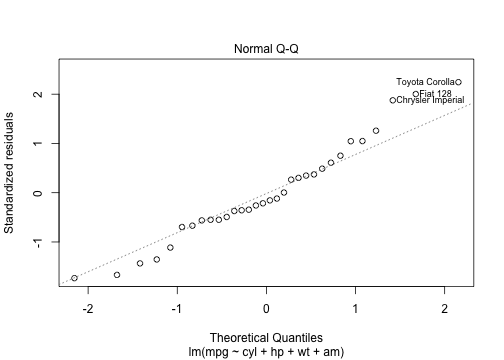 Normal Q-Q
Toyota Corolla
Fiat 128
Chrysler Imperial
Standardized residuals
2
1
0
-1
-2
-1
0
1
2
Theoretical Quantiles
lm(mpg ~ cyl + hp + wt + am)